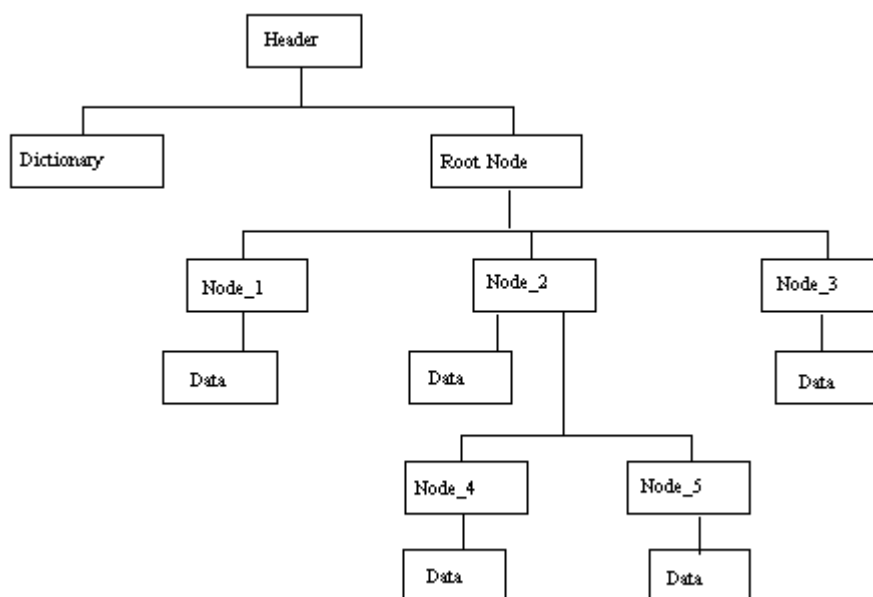 Header
Dictionary
Root Node
Node_1
Node_2
Node_3
Data
Data
Data
Node_4
Node_5
Data
Data